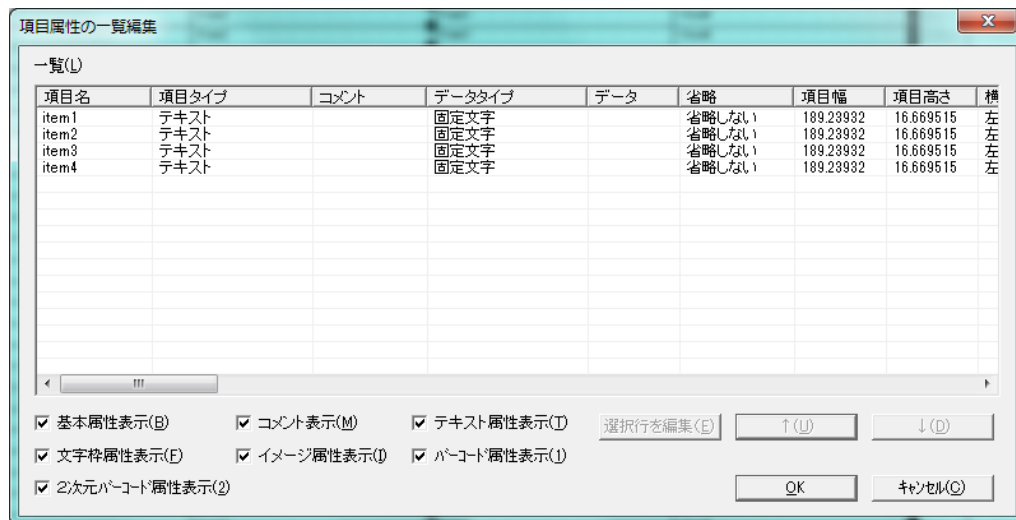 項目属性の一覧編集
一覧(L)
項目名 項目タイプ コメント データタイプ データ 省略 項目幅 項目高さ 横
item1 テキスト 固定文字 省略しない 189.23932 16.669515 左
item2 テキスト 固定文字 省略しない 189.23932 16.669515 左
item3 テキスト 固定文字 省略しない 189.23932 16.669515 左
item4 テキスト 固定文字 省略しない 189.23932 16.669515 左
基本属性表示(B) コメント表示(M) テキスト属性表示(T) 選択行を編集(E) ↑(U) ↓(D)
文字枠属性表示(F) イメージ属性表示(I) バーコード属性表示(1)
2次元バーコード属性表示(2) OK キャンセル(C)